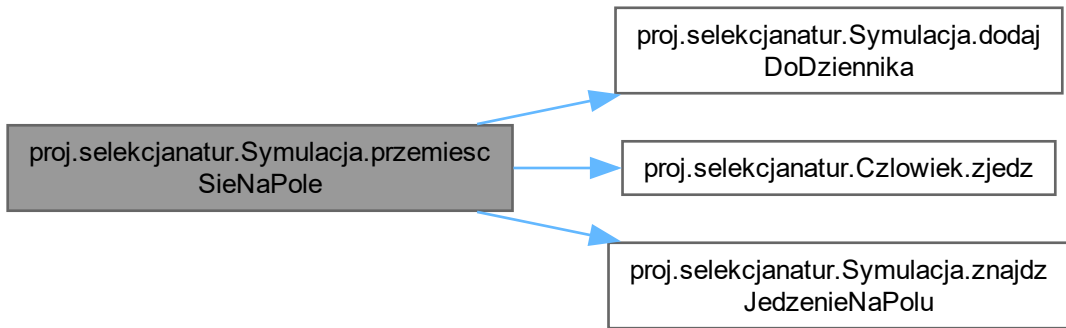 proj.selekcjanatur.Symulacja.przemiesc
SieNaPole
proj.selekcjanatur.Symulacja.dodaj
DoDziennika
proj.selekcjanatur.Czlowiek.zjedz
proj.selekcjanatur.Symulacja.znajdz
JedzenieNaPolu